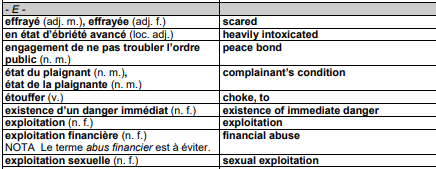 - E -
effrayé (adj. m.), effrayée (adj. f.) scared
en état d'ébriété avancé (loc. adj.) heavily intoxicated
engagement de ne pas troubler l'ordre peace bond
public (n. m.)
état du plaignant (n. m.), complainant's condition
état de la plaignante (n. m.)
étouffer (v.) choke, to
existence d'un danger immédiat (n. f.) existence of immediate danger
exploitation (n. f.) exploitation
exploitation financière (n. f.) financial abuse
NOTA Le terme abus financier est à éviter.
exploitation sexuelle (n. f.) sexual exploitation